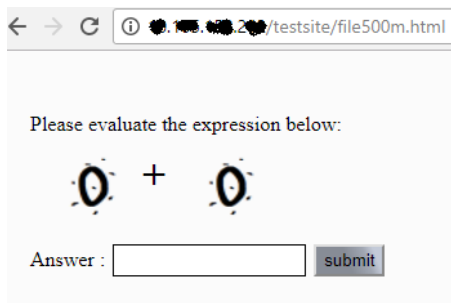 /testsite/file500m.html
Please evaluate the expression below:
0 + 0
Answer :
submit